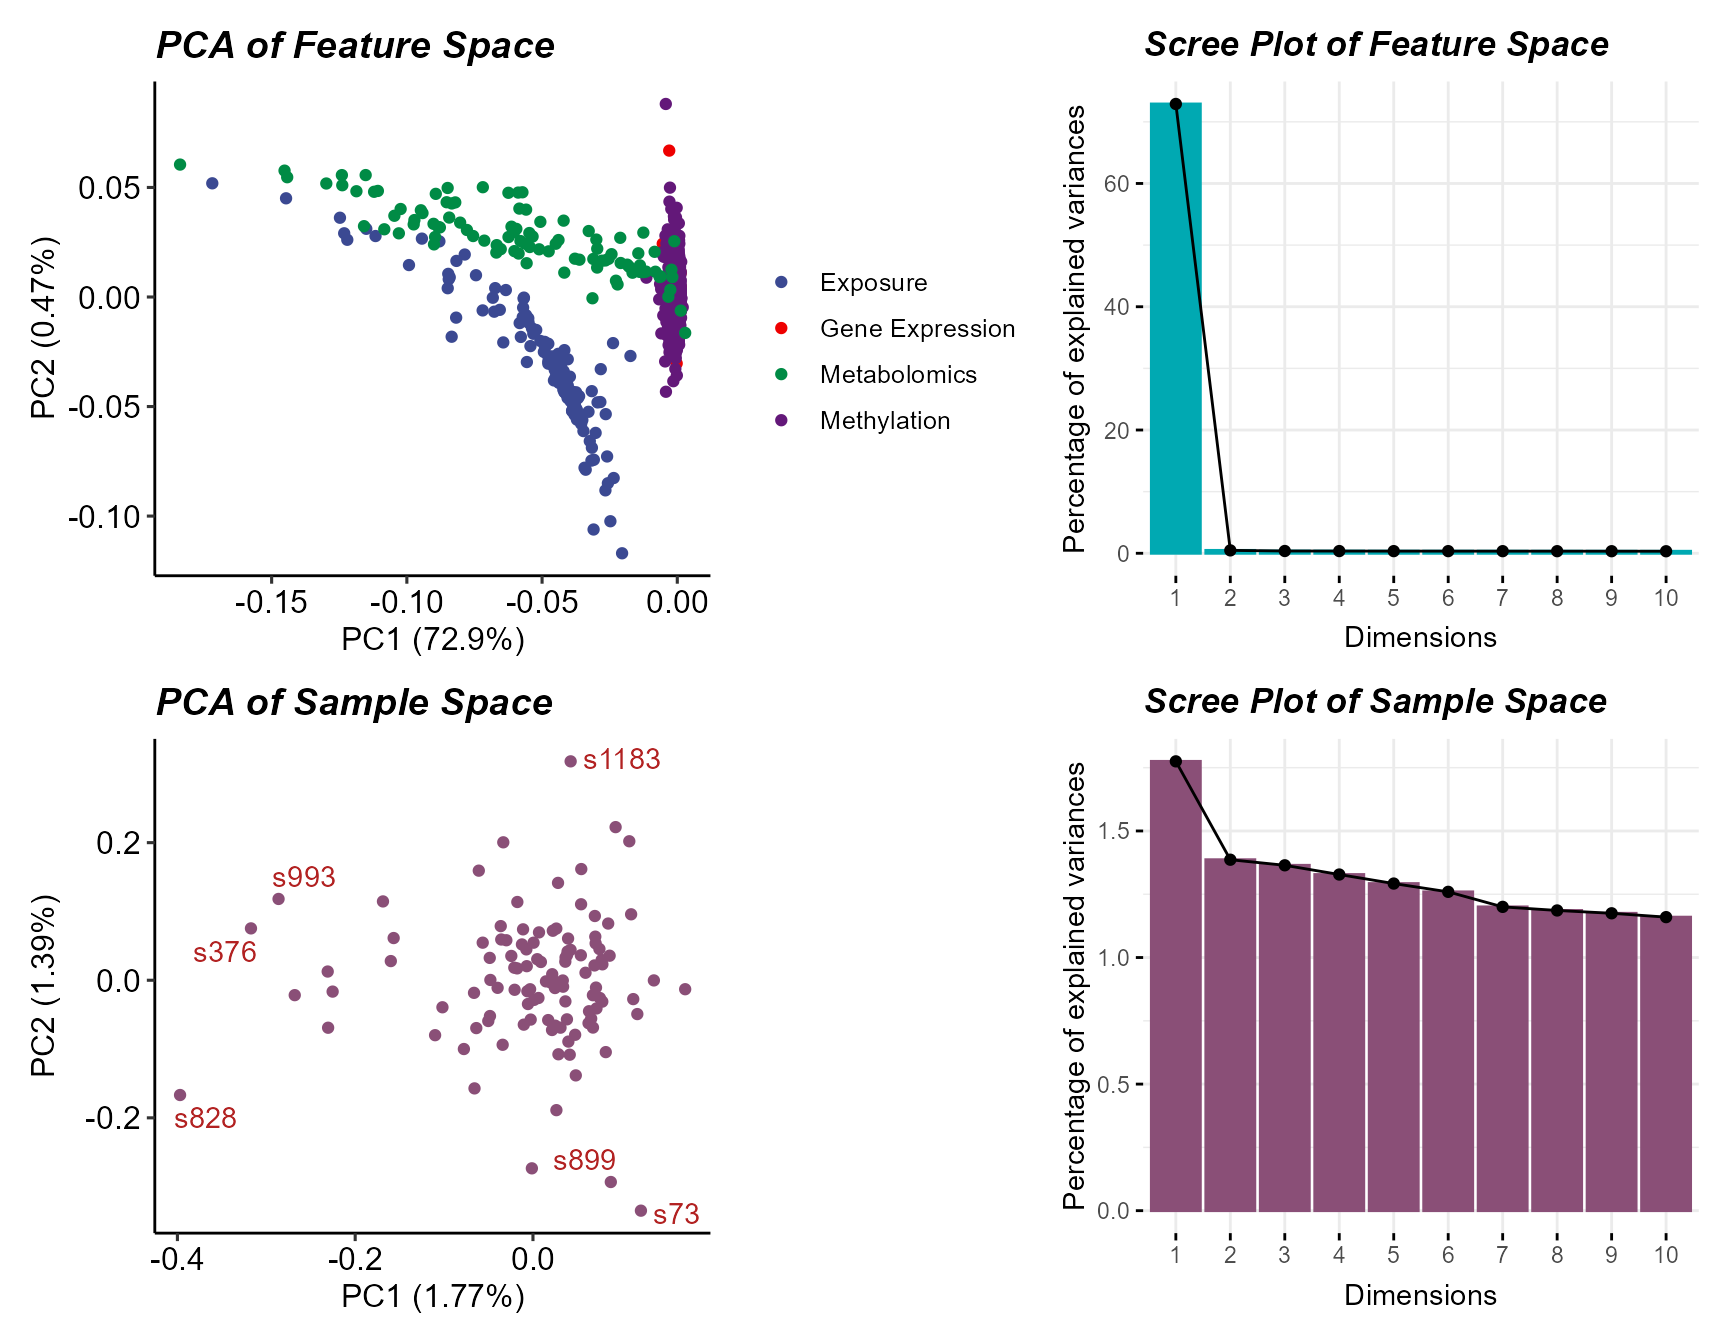 PCA of Feature Space
PC2 (0.47%)
0.05
0.00
-0.05
-0.10
-0.15
-0.10
-0.05
0.00
PC1 (72.9%)
Exposure
Gene Expression
Metabolomics
Methylation
Scree Plot of Feature Space
Percentage of explained variances
60
40
20
0
1 2 3 4 5 6 7 8 9 10
Dimensions
PCA of Sample Space
PC2 (1.39%)
0.2
0.0
-0.2
s1183
s993
s376
s828
s899
s73
-0.4
-0.2
0.0
PC1 (1.77%)
Scree Plot of Sample Space
Percentage of explained variances
1.5
1.0
0.5
0.0
1 2 3 4 5 6 7 8 9 10
Dimensions